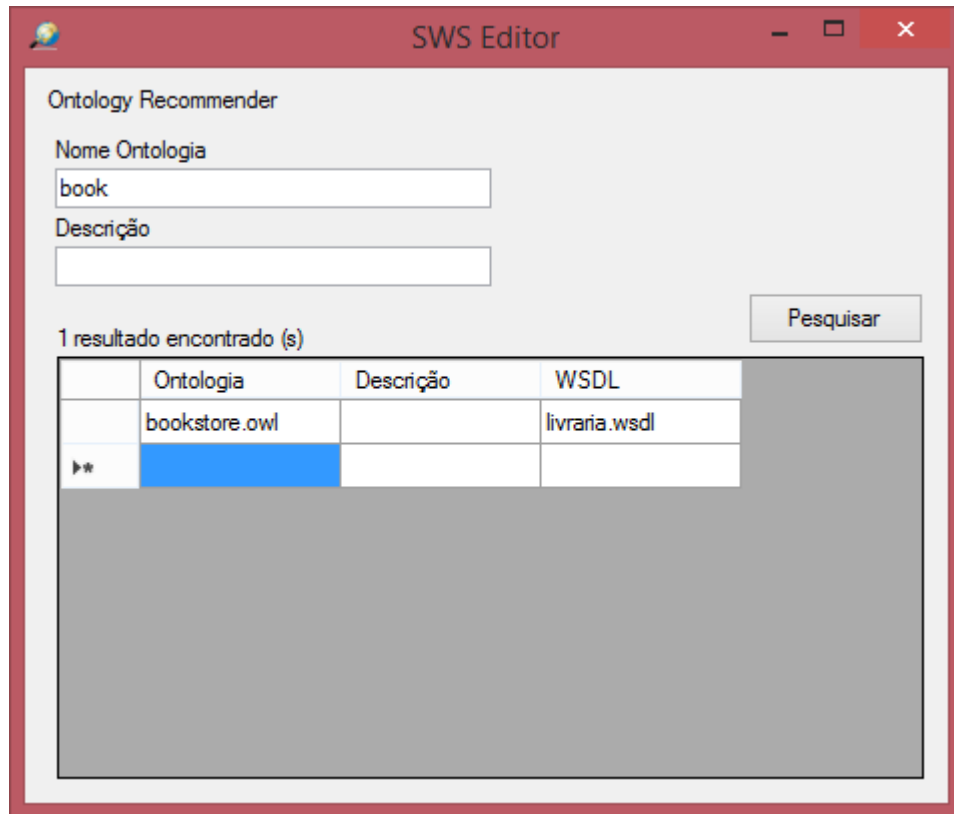 SWS Editor
Ontology Recommender
Nome Ontologia
book
Descrição
Pesquisar
1 resultado encontrado (s)
Ontologia Descrição WSDL
bookstore.owl livraria.wsdl